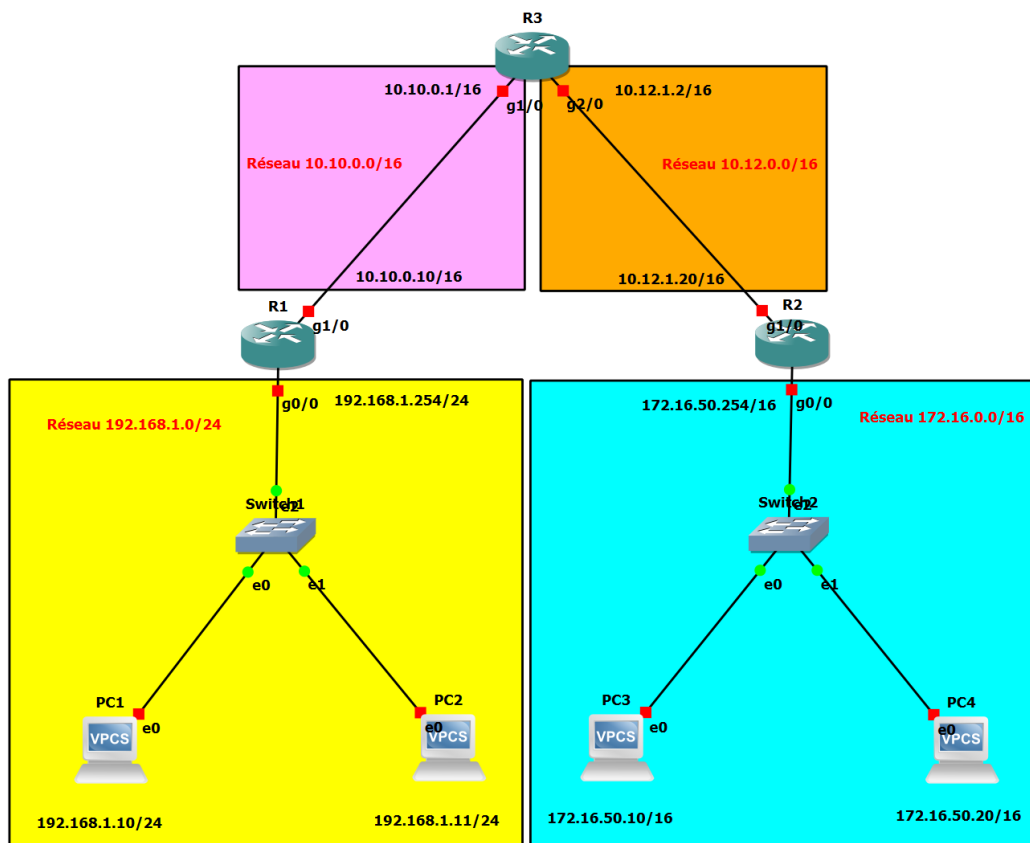 R3
10.10.0.1/16
10.12.1.2/16
g1/0
g2/0
Réseau 10.10.0.0/16
Réseau 10.12.0.0/16
10.10.0.10/16
10.12.1.20/16
R1
R2
g1/0
g1/0
g0/0
192.168.1.254/24
172.16.50.254/16
g0/0
Réseau 192.168.1.0/24
Réseau 172.16.0.0/16
Switch1
e2
Switch2
e2
e0
e1
e0
e1
PC1
PC2
PC3
PC4
e0
e0
e0
e0
VPCS
VPCS
VPCS
VPCS
192.168.1.10/24
192.168.1.11/24
172.16.50.10/16
172.16.50.20/16